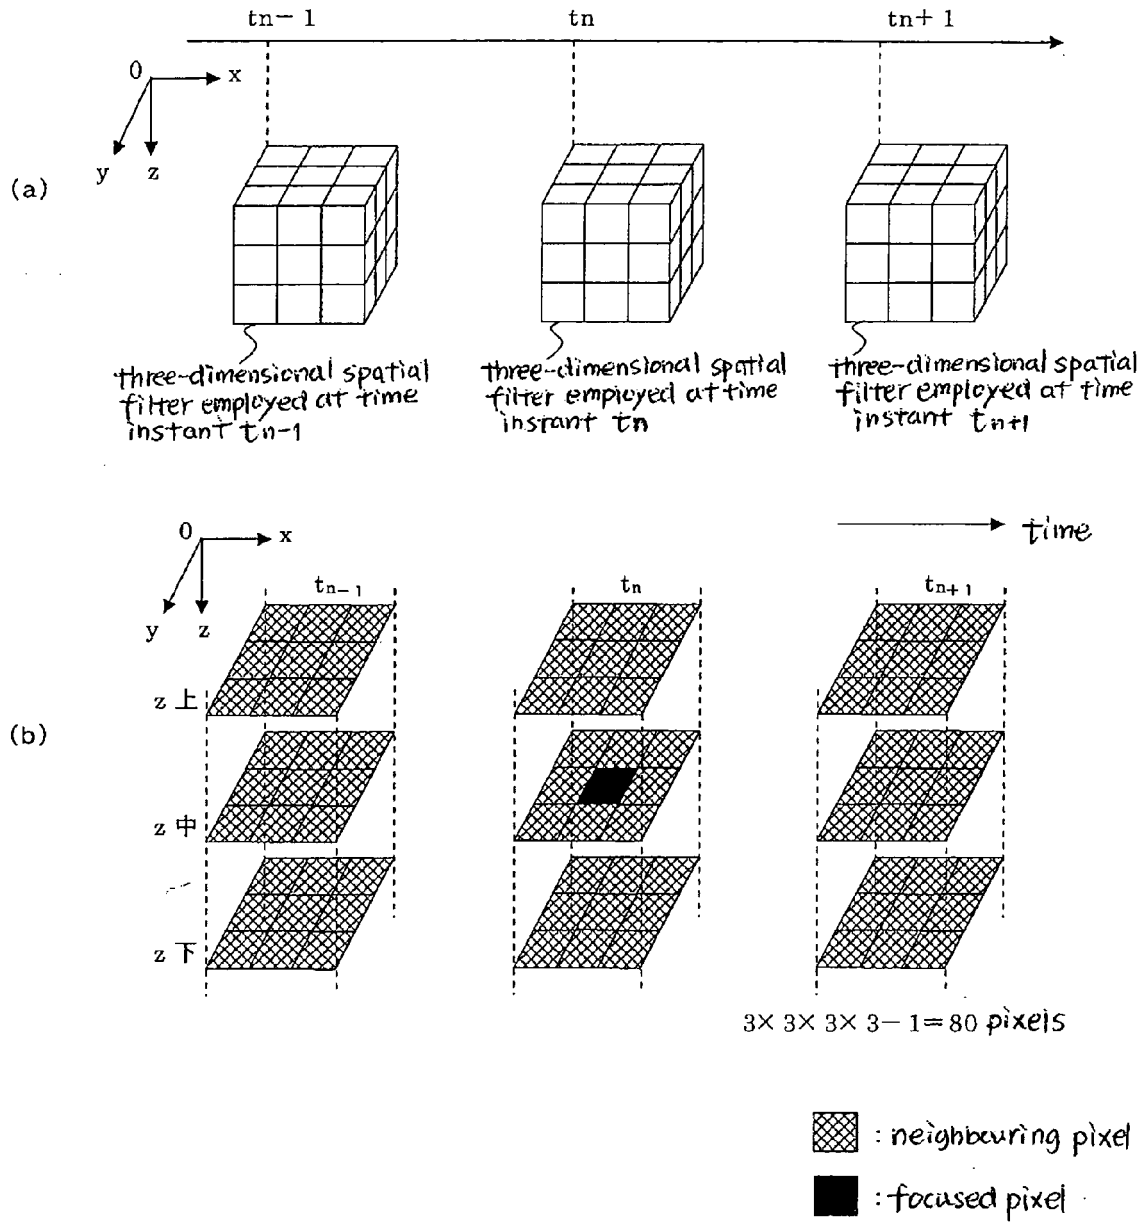 tn−1 tn tn+1
0 x
y z
(a)
three-dimensional spatial
filter employed at time
instant tn-1
three-dimensional spatial
filter employed at time
instant tn
three-dimensional spatial
filter employed at time
instant tn+1
0 x
y z
time
tn−1 tn tn+1
z 上
(b)
z 中
z 下
3×3×3×3−1=80 pixels
: neighbouring pixel
: focused pixel